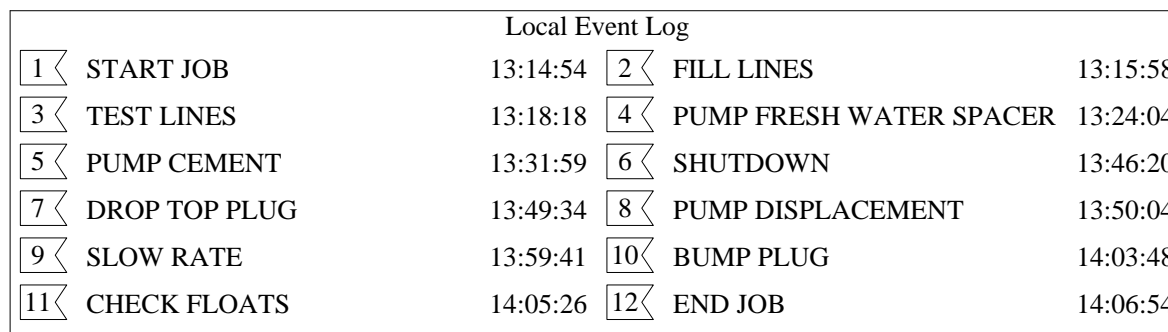 Local Event Log
1 START JOB 13:14:54 2 FILL LINES 13:15:58
3 TEST LINES 13:18:18 4 PUMP FRESH WATER SPACER 13:24:04
5 PUMP CEMENT 13:31:59 6 SHUTDOWN 13:46:20
7 DROP TOP PLUG 13:49:34 8 PUMP DISPLACEMENT 13:50:04
9 SLOW RATE 13:59:41 10 BUMP PLUG 14:03:48
11 CHECK FLOATS 14:05:26 12 END JOB 14:06:54